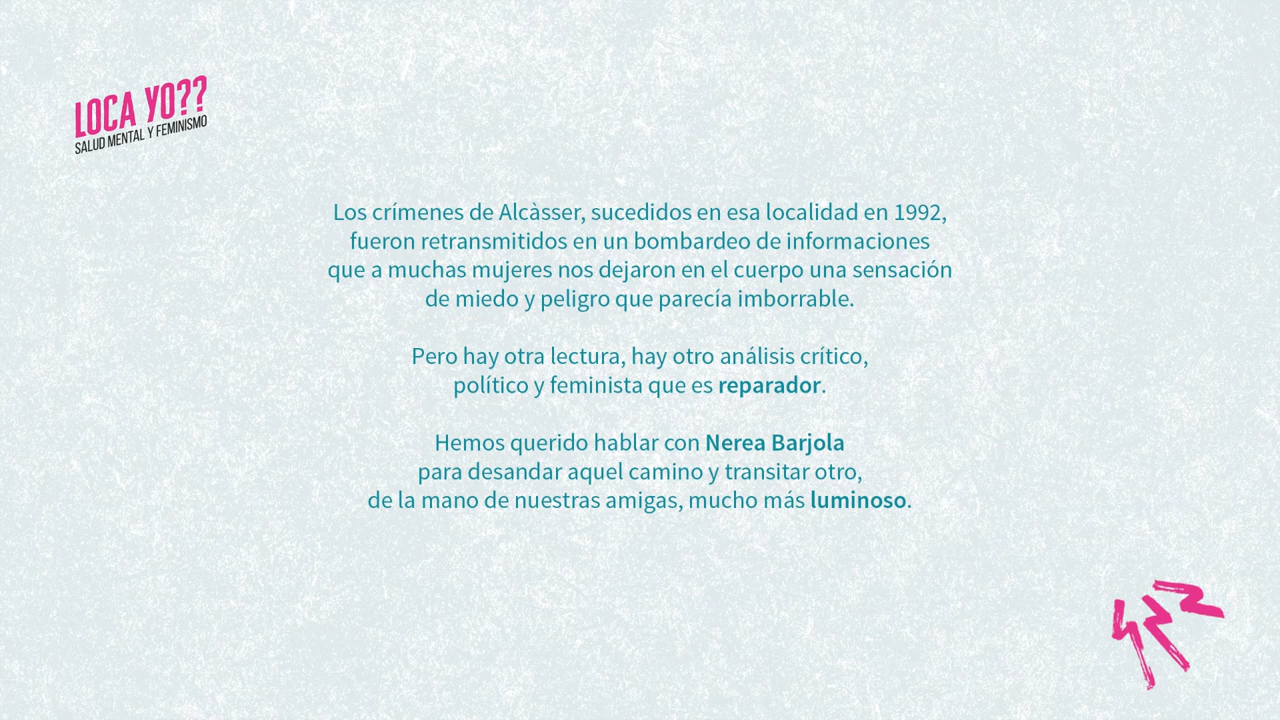 LOCA YO??
SALUD MENTAL Y FEMINISMO
Los crímenes de Alcàsser, sucedidos en esa localidad en 1992,
fueron retransmitidos en un bombardeo de informaciones
que a muchas mujeres nos dejaron en el cuerpo una sensación
de miedo y peligro que parecía imborrable.
Pero hay otra lectura, hay otro análisis crítico,
político y feminista que es reparador.
Hemos querido hablar con Nerea Barjola
para desandar aquel camino y transitar otro,
de la mano de nuestras amigas, mucho más luminoso.